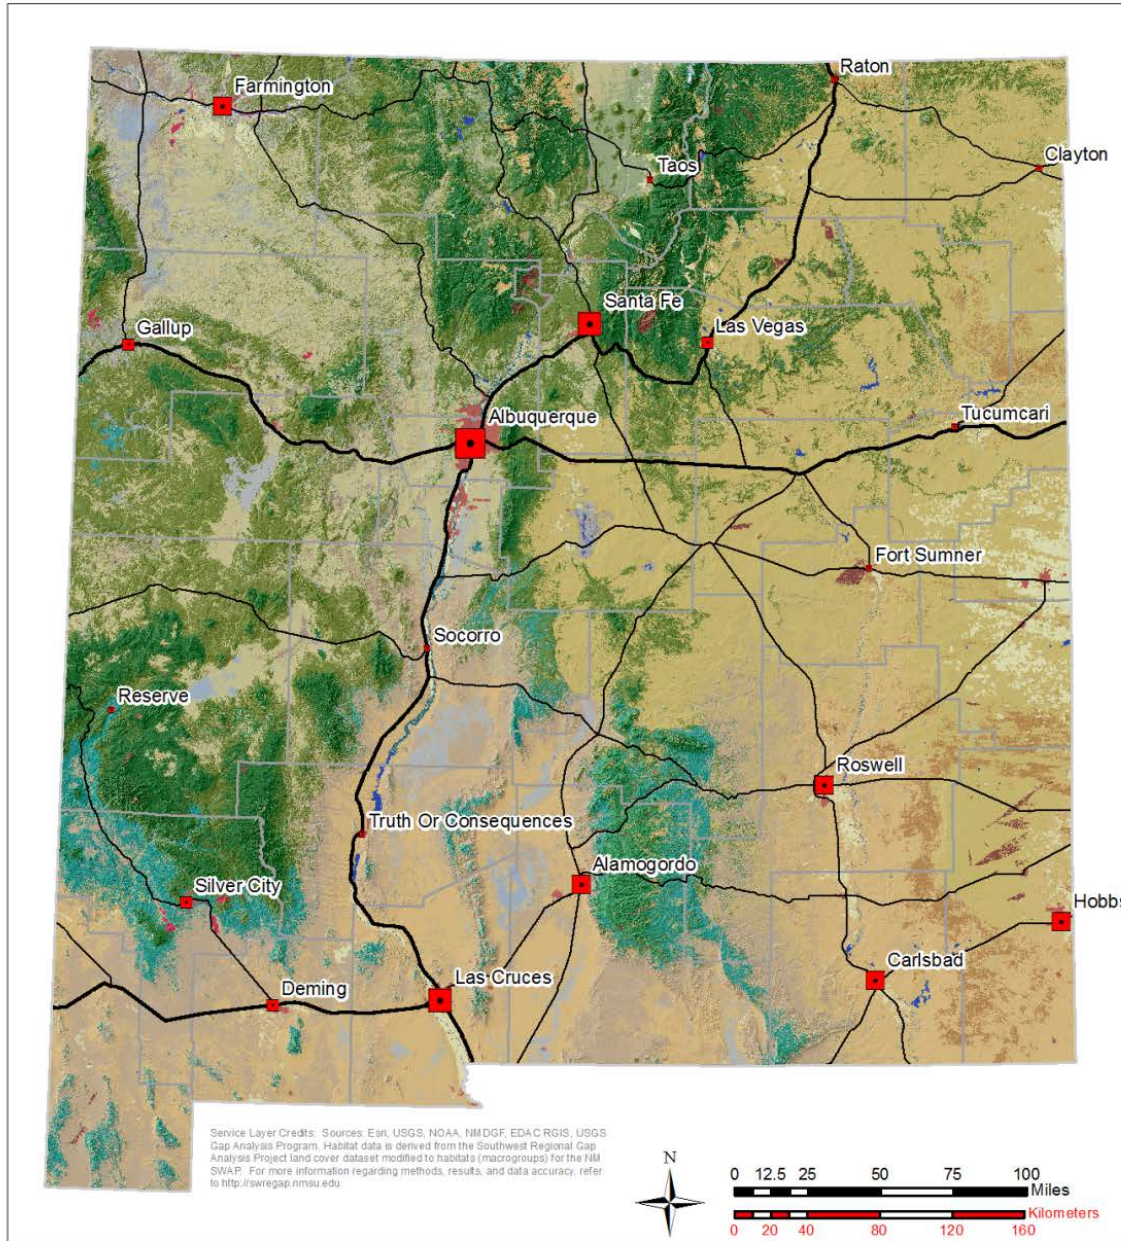 Raton
Farmington
Clayton
Taos
Santa Fe
Gallup
Las Vegas
Albuquerque
Tucumcari
Fort Sumner
Socorro
Reserve
Roswell
Truth Or Consequences
Alamogordo
Silver City
Hobbs
Carlsbad
Las Cruces
Deming
Service Layer Credits: Sources: Esri, USGS, NOAA, NMDGF, EDAC RGIS, USGS
Gap Analysis Program. Habitat data is derived from the Southwest Regional Gap
Analysis Project land cover dataset modified to habitats (macrogroups) for the NM
SWAP. For more information regarding methods, results, and data accuracy, refer
to http://swregap.nmsu.edu
N
0 12.5 25 50 75 100
Miles
Kilometers
0 20 40 80 120 160